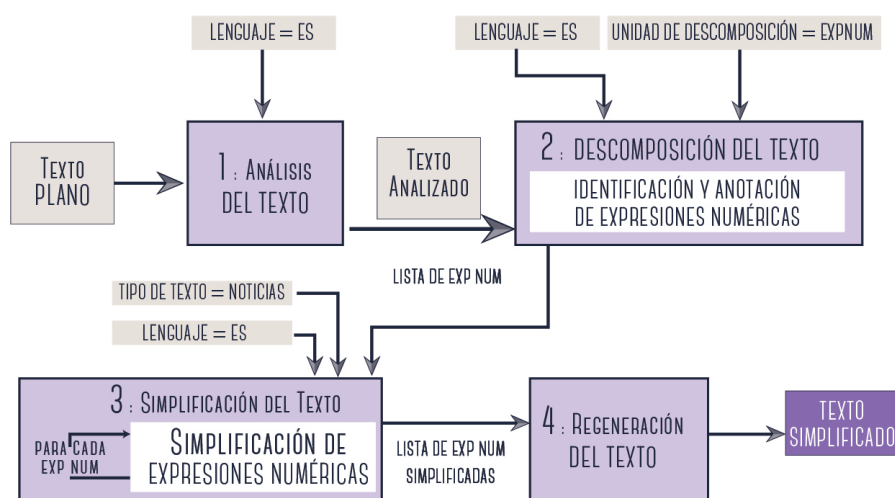 LENGUAJE = ES
LENGUAJE = ES
UNIDAD DE DESCOMPOSICIÓN = EXPNUM
TEXTO
PLANO
1 : ANÁLISIS
DEL TEXTO
TEXTO
ANALIZADO
2 : DESCOMPOSICIÓN DEL TEXTO
IDENTIFICACIÓN Y ANOTACIÓN
DE EXPRESIONES NUMÉRICAS
LISTA DE EXP NUM
TIPO DE TEXTO = NOTICIAS
LENGUAJE = ES
3 : SIMPLIFICACIÓN DEL TEXTO
PARA CADA
EXP NUM
SIMPLIFICACIÓN DE
EXPRESIONES NUMÉRICAS
LISTA DE EXP NUM
SIMPLIFICADAS
4 : REGENERACIÓN
DEL TEXTO
TEXTO
SIMPLIFICADO